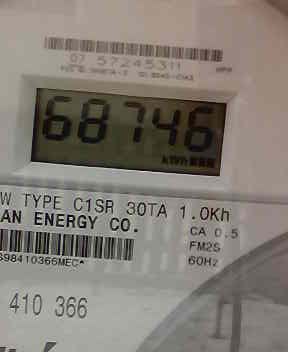 07 57245311
68746
kWh
W TYPE C1SR 30TA 1.0Kh
AN ENERGY CO.
CA 0.5
FM2S
S98410366MEC*
60Hz
410 366